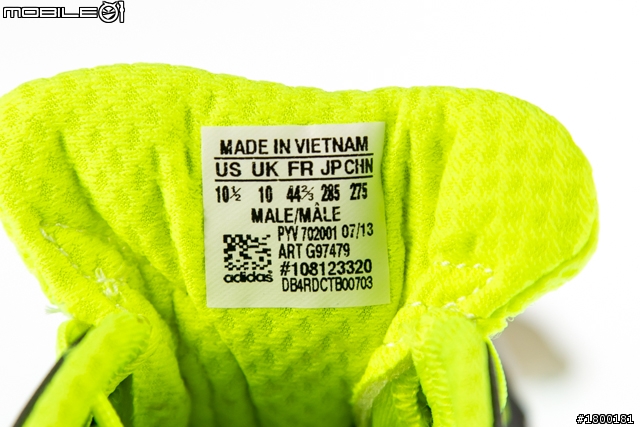 MOBILE01
MADE IN VIETNAM
US UK FR JP CHN
10½ 10 44⅔ 285 275
MALE/MÂLE
PYV 702001 07/13
ART G97479
#108123320
adidas
DB4RDCTB00703
#1800181